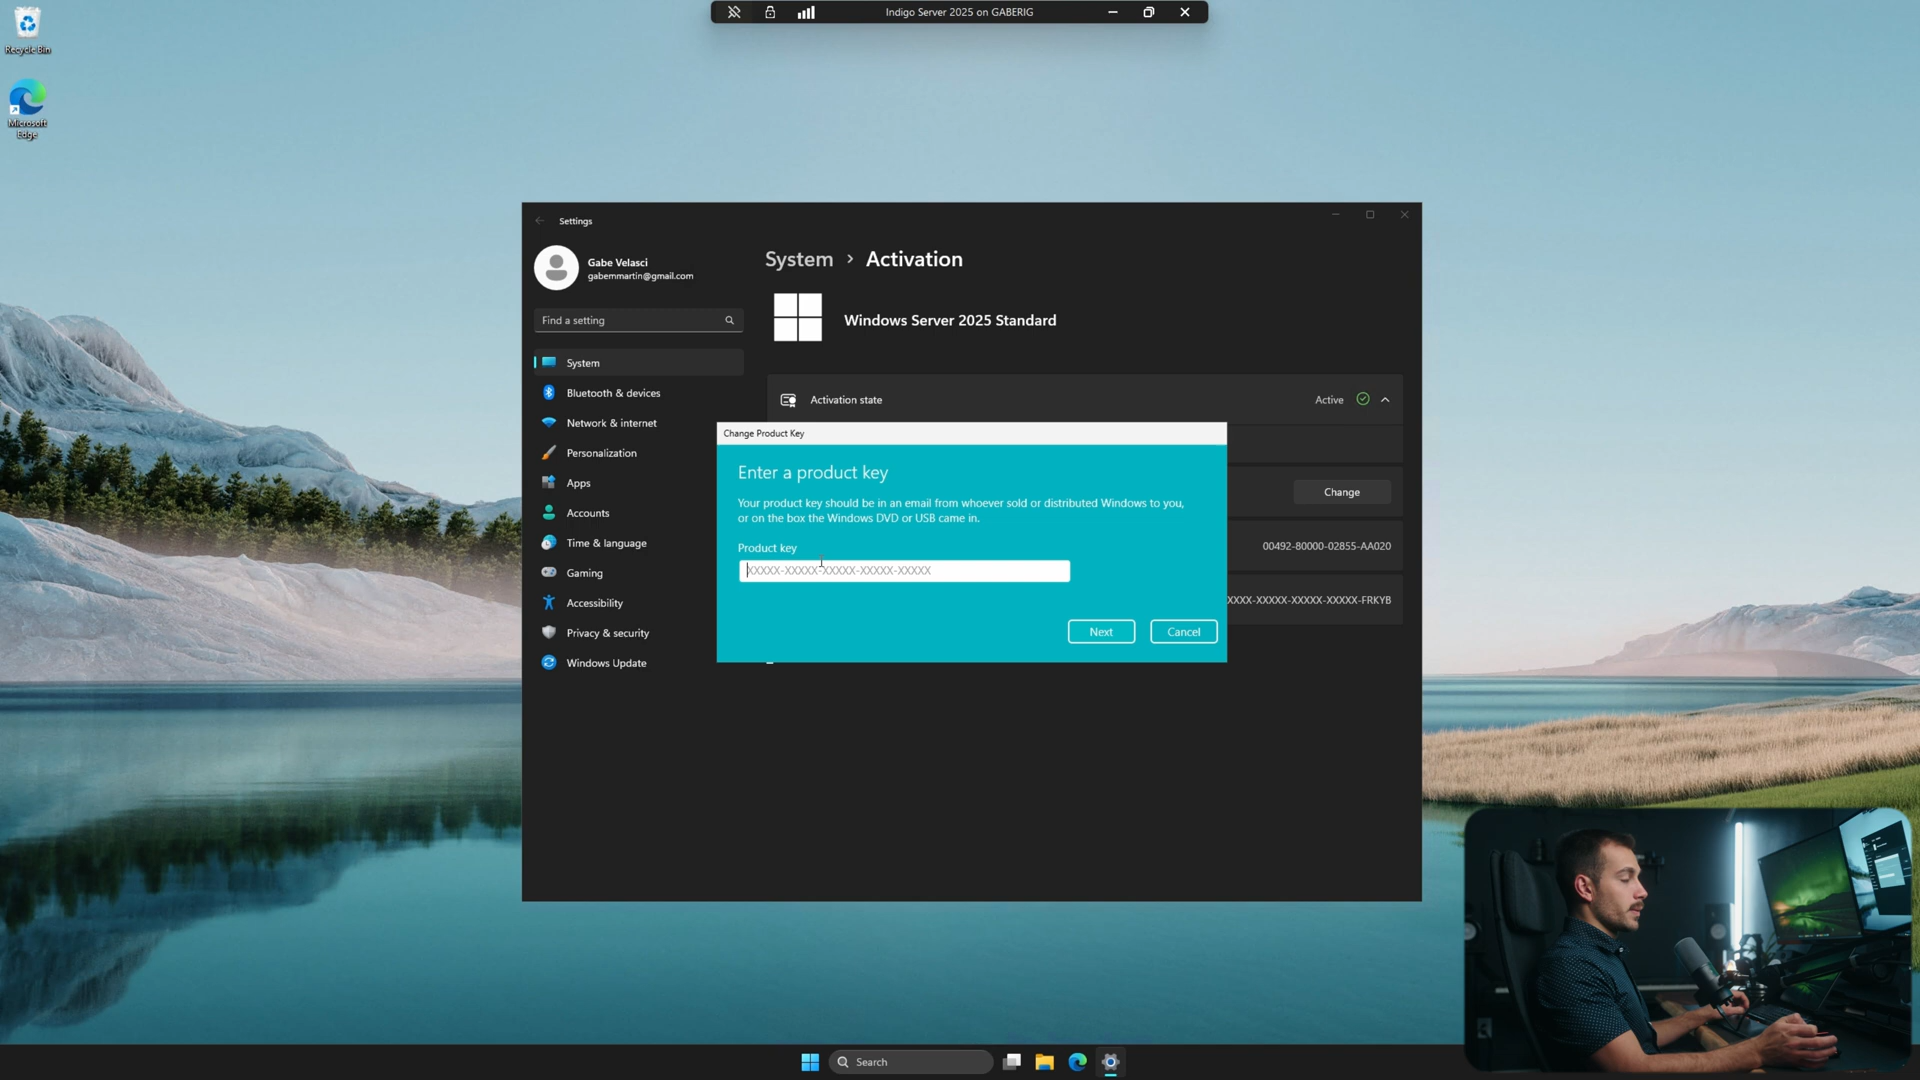 Recycle Bin
Microsoft
Edge
Indigo Server 2025 on GABERIG
Settings
Gabe Velasci
gabemmartin@gmail.com
Find a setting
System
Bluetooth & devices
Network & internet
Personalization
Apps
Accounts
Time & language
Gaming
Accessibility
Privacy & security
Windows Update
System > Activation
Windows Server 2025 Standard
Activation state
Active
Change
00492-80000-02855-AA020
XXXX-XXXXX-XXXXX-XXXXX-FRKYB
Change Product Key
Enter a product key
Your product key should be in an email from whoever sold or distributed Windows to you,
or on the box the Windows DVD or USB came in.
Product key
XXXXX-XXXXX-XXXXX-XXXXX-XXXXX
Next
Cancel
Search